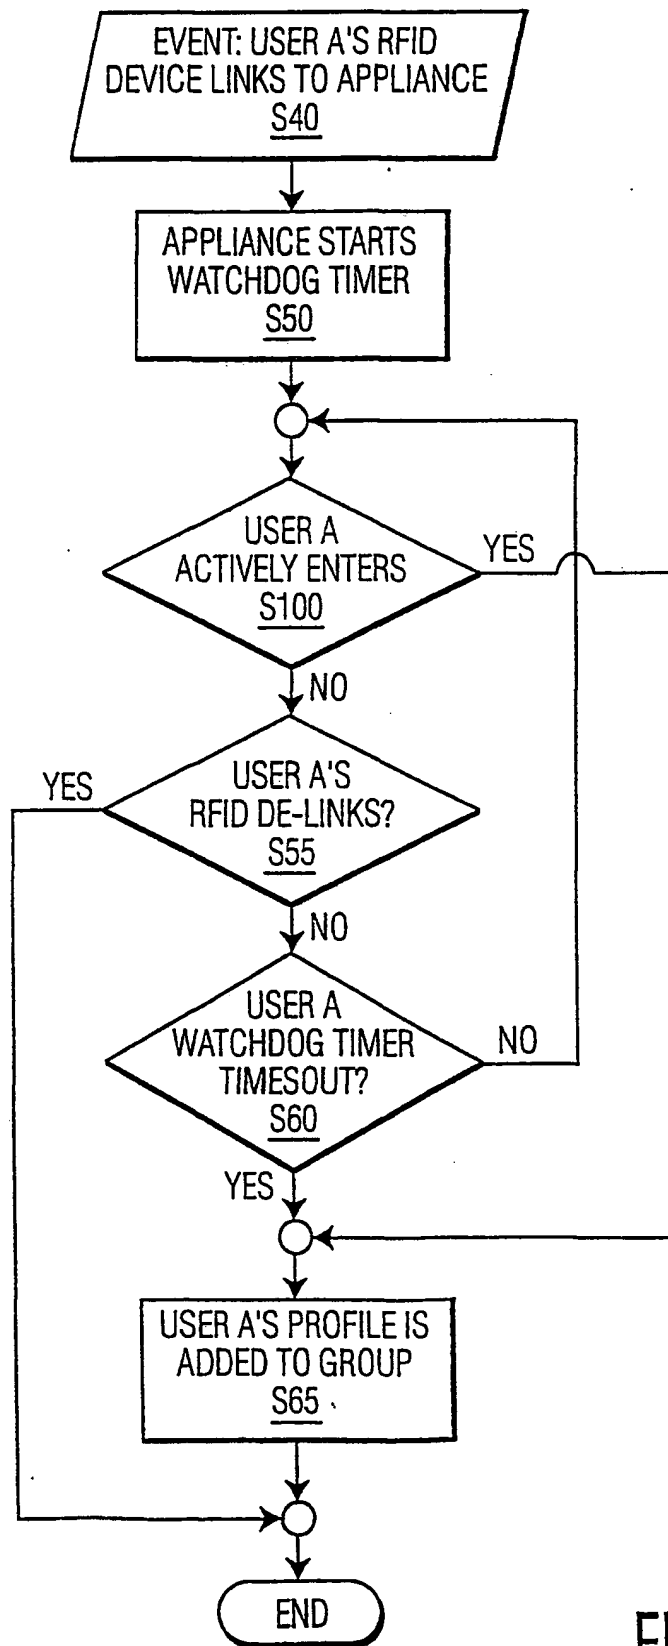 EVENT: USER A'S RFID
DEVICE LINKS TO APPLIANCE
S40
APPLIANCE STARTS
WATCHDOG TIMER
S50
USER A
ACTIVELY ENTERS
S100
YES
NO
USER A'S
RFID DE-LINKS?
S55
YES
NO
USER A
WATCHDOG TIMER
TIMESOUT?
S60
NO
YES
USER A'S PROFILE IS
ADDED TO GROUP
S65
END